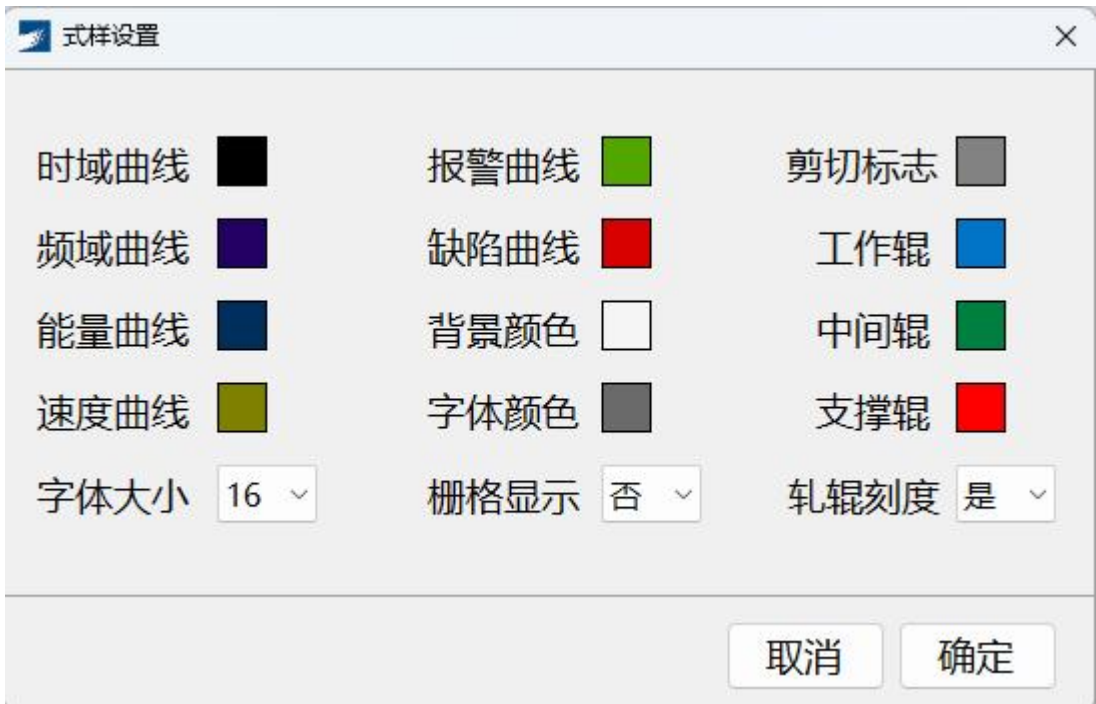 式样设置
时域曲线 报警曲线 剪切标志
频域曲线 缺陷曲线 工作辊
能量曲线 背景颜色 中间辊
速度曲线 字体颜色 支撑辊
字体大小 16 栅格显示 否 轧辊刻度 是
取消 确定